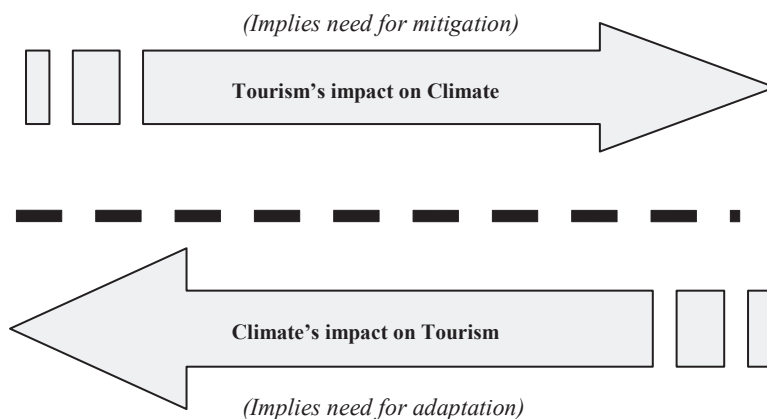 (Implies need for mitigation)
Tourism’s impact on Climate
Climate’s impact on Tourism
(Implies need for adaptation)